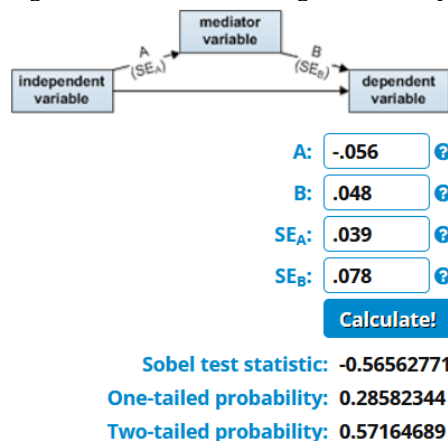 mediator
variable
A
(SEA)
B
(SEB)
independent
variable
dependent
variable
A: -.056
B: .048
SEA: .039
SEB: .078
Calculate!
Sobel test statistic: -0.56562771
One-tailed probability: 0.28582344
Two-tailed probability: 0.57164689